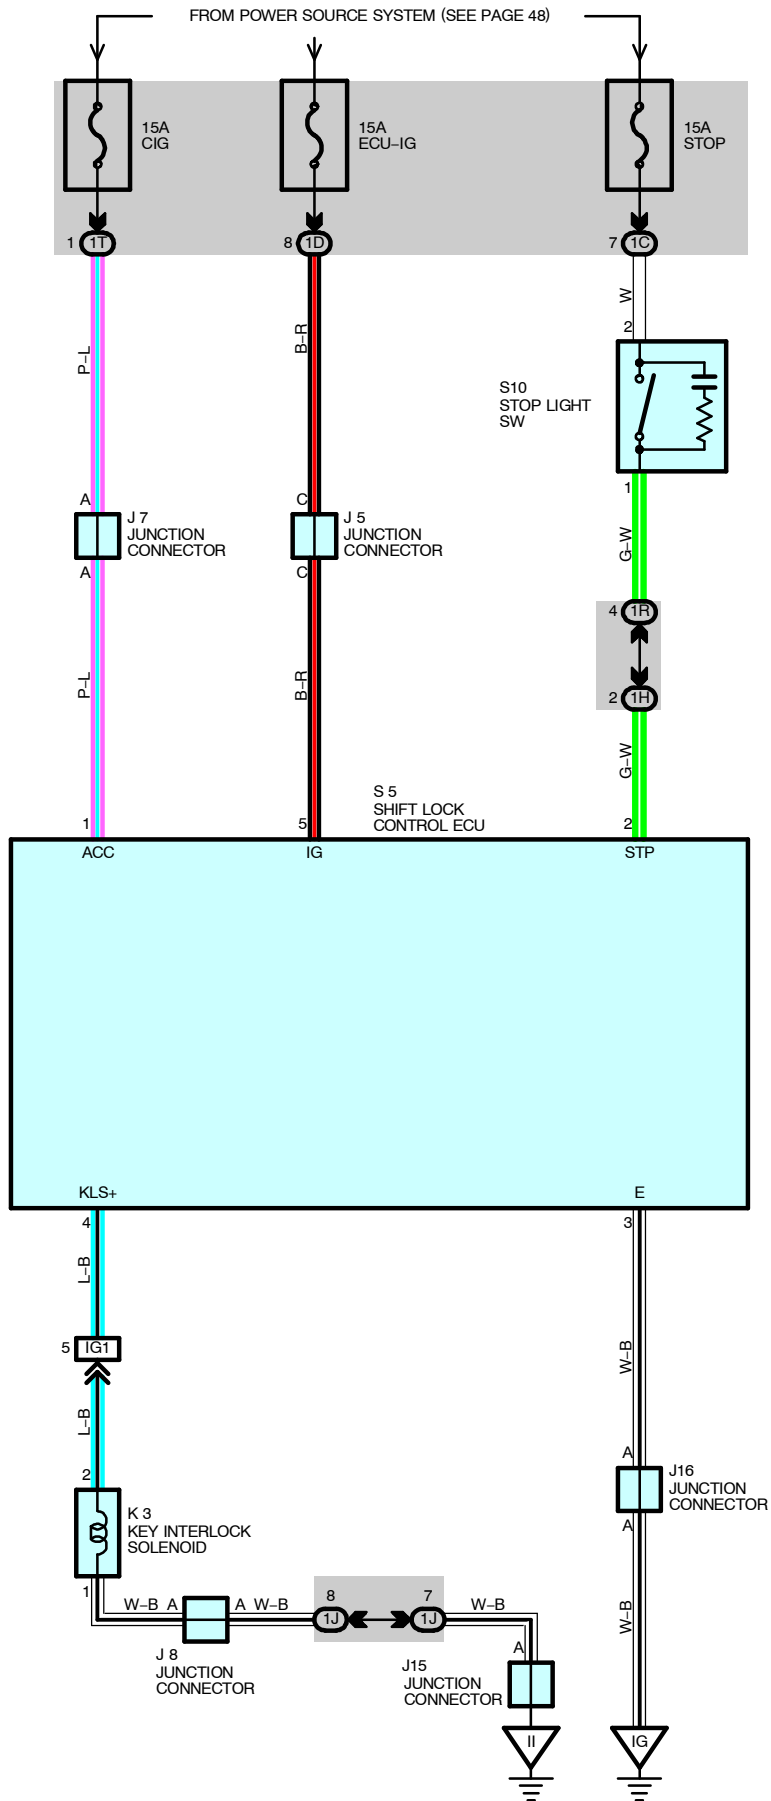 FROM POWER SOURCE SYSTEM (SEE PAGE 48)
15A
CIG
15A
ECU–IG
15A
STOP
1 1T
8 1D
7 1C
P–L
B–R
W
2
S10
STOP LIGHT
SW
1
A
J 7
JUNCTION
CONNECTOR
A
C
J 5
JUNCTION
CONNECTOR
C
G–W
4 1R
2 1H
P–L
B–R
G–W
S 5
SHIFT LOCK
CONTROL ECU
1
5
2
ACC
IG
STP
KLS+
E
4
3
L–B
5 IG1
L–B
2
K 3
KEY INTERLOCK
SOLENOID
1
W–B
A
J16
JUNCTION
CONNECTOR
A
W–B
W–B A
A W–B
J 8
JUNCTION
CONNECTOR
8
1J
7
1J
W–B
A
J15
JUNCTION
CONNECTOR
II
IG